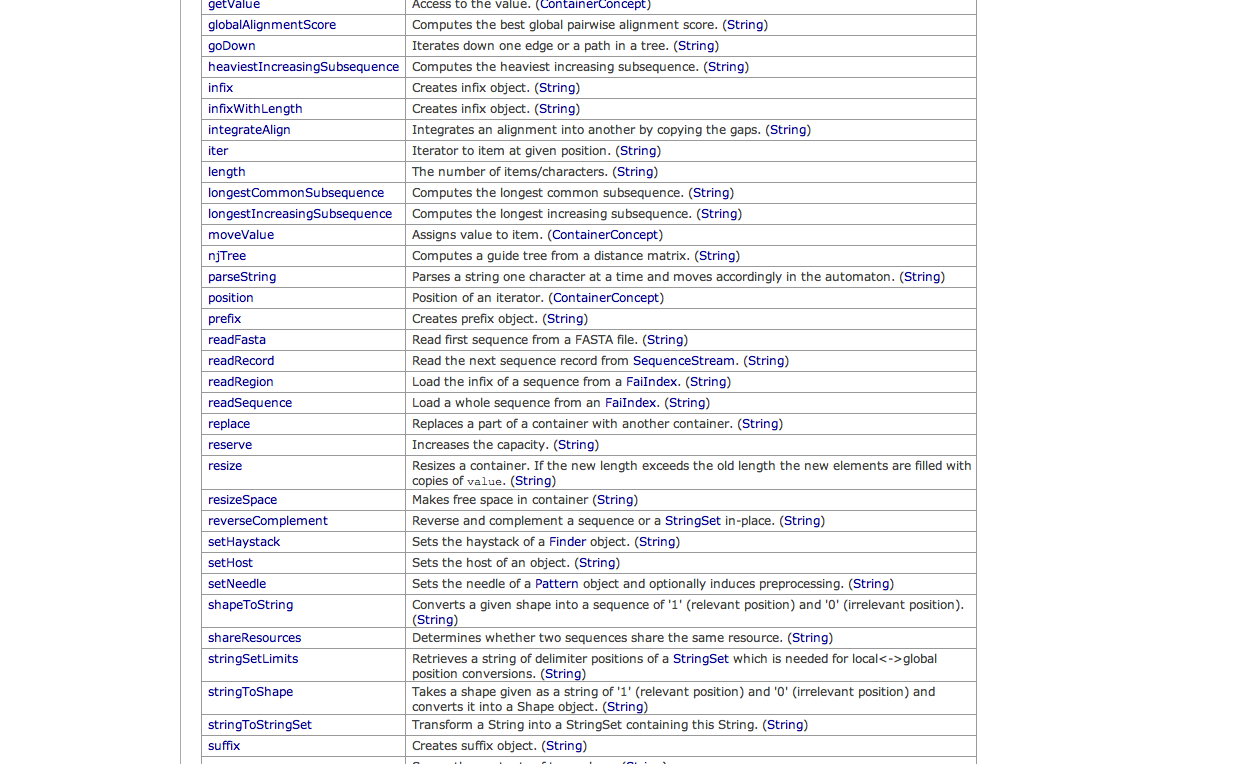 getValue Access to the value. (ContainerConcept)
globalAlignmentScore Computes the best global pairwise alignment score. (String)
goDown Iterates down one edge or a path in a tree. (String)
heaviestIncreasingSubsequence Computes the heaviest increasing subsequence. (String)
infix Creates infix object. (String)
infixWithLength Creates infix object. (String)
integrateAlign Integrates an alignment into another by copying the gaps. (String)
iter Iterator to item at given position. (String)
length The number of items/characters. (String)
longestCommonSubsequence Computes the longest common subsequence. (String)
longestIncreasingSubsequence Computes the longest increasing subsequence. (String)
moveValue Assigns value to item. (ContainerConcept)
njTree Computes a guide tree from a distance matrix. (String)
parseString Parses a string one character at a time and moves accordingly in the automaton. (String)
position Position of an iterator. (ContainerConcept)
prefix Creates prefix object. (String)
readFasta Read first sequence from a FASTA file. (String)
readRecord Read the next sequence record from SequenceStream. (String)
readRegion Load the infix of a sequence from a FaiIndex. (String)
readSequence Load a whole sequence from an FaiIndex. (String)
replace Replaces a part of a container with another container. (String)
reserve Increases the capacity. (String)
resize Resizes a container. If the new length exceeds the old length the new elements are filled with
copies of value. (String)
resizeSpace Makes free space in container (String)
reverseComplement Reverse and complement a sequence or a StringSet in-place. (String)
setHaystack Sets the haystack of a Finder object. (String)
setHost Sets the host of an object. (String)
setNeedle Sets the needle of a Pattern object and optionally induces preprocessing. (String)
shapeToString Converts a given shape into a sequence of '1' (relevant position) and '0' (irrelevant position).
(String)
shareResources Determines whether two sequences share the same resource. (String)
stringSetLimits Retrieves a string of delimiter positions of a StringSet which is needed for local<->global
position conversions. (String)
stringToShape Takes a shape given as a string of '1' (relevant position) and '0' (irrelevant position) and
converts it into a Shape object. (String)
stringToStringSet Transform a String into a StringSet containing this String. (String)
suffix Creates suffix object. (String)